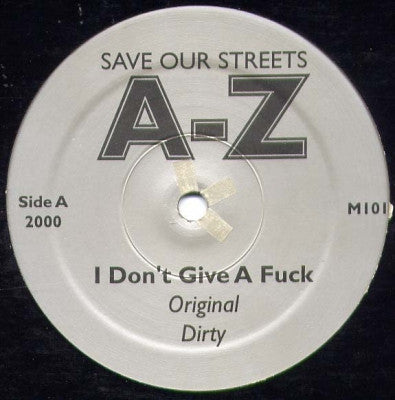 SAVE OUR STREETS
A-Z
Side A
2000
M101
I Don't Give A Fuck
Original
Dirty